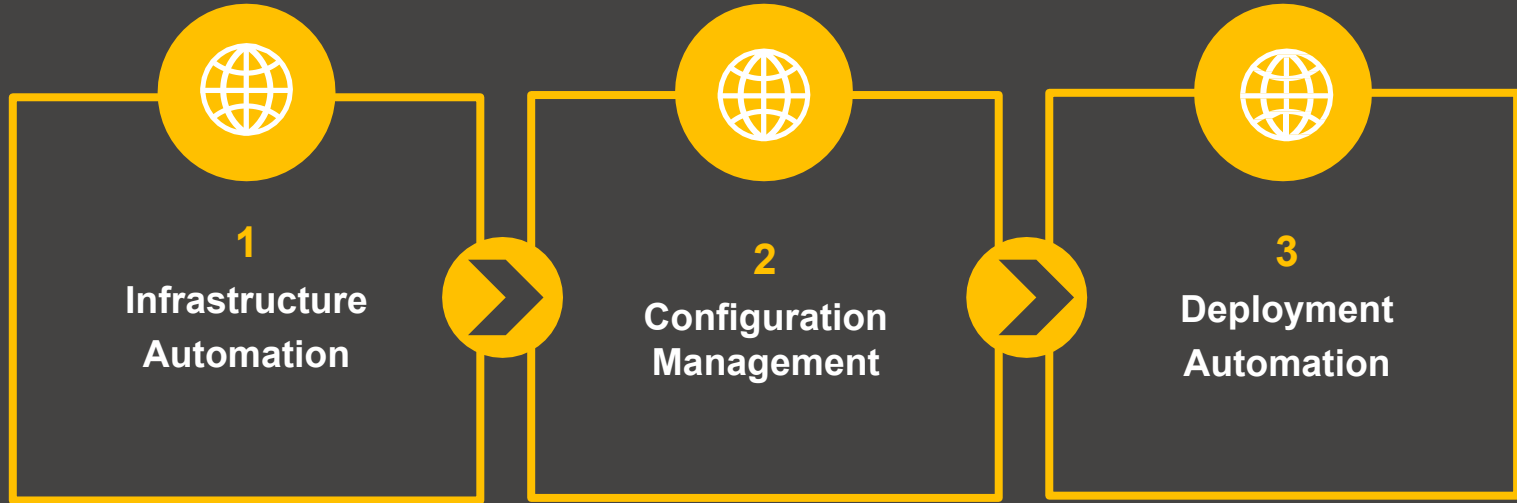 1
Infrastructure
Automation
2
Configuration
Management
3
Deployment
Automation